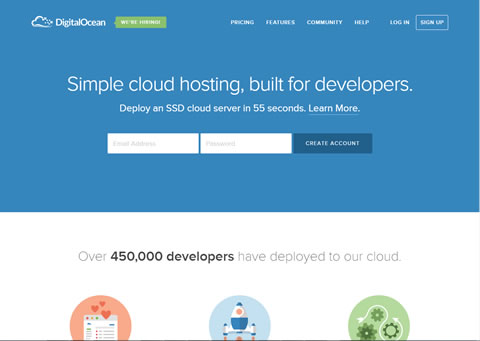 DigitalOcean
WE'RE HIRING!
PRICING FEATURES COMMUNITY HELP LOG IN SIGN UP
Simple cloud hosting, built for developers.
Deploy an SSD cloud server in 55 seconds. Learn More.
Email Address Password CREATE ACCOUNT
Over 450,000 developers have deployed to our cloud.